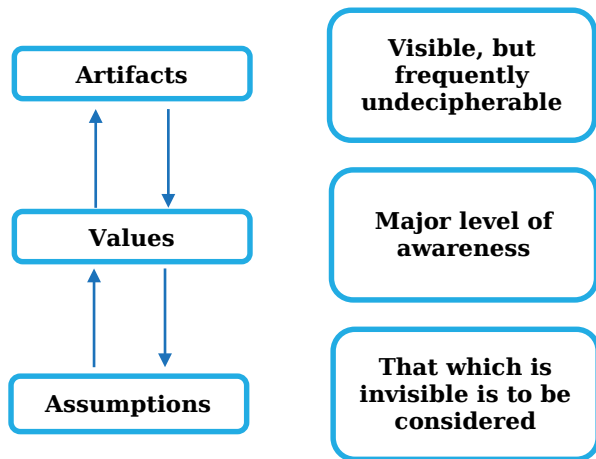 Artifacts
Visible, but
frequently
undecipherable
Values
Major level of
awareness
Assumptions
That which is
invisible is to be
considered